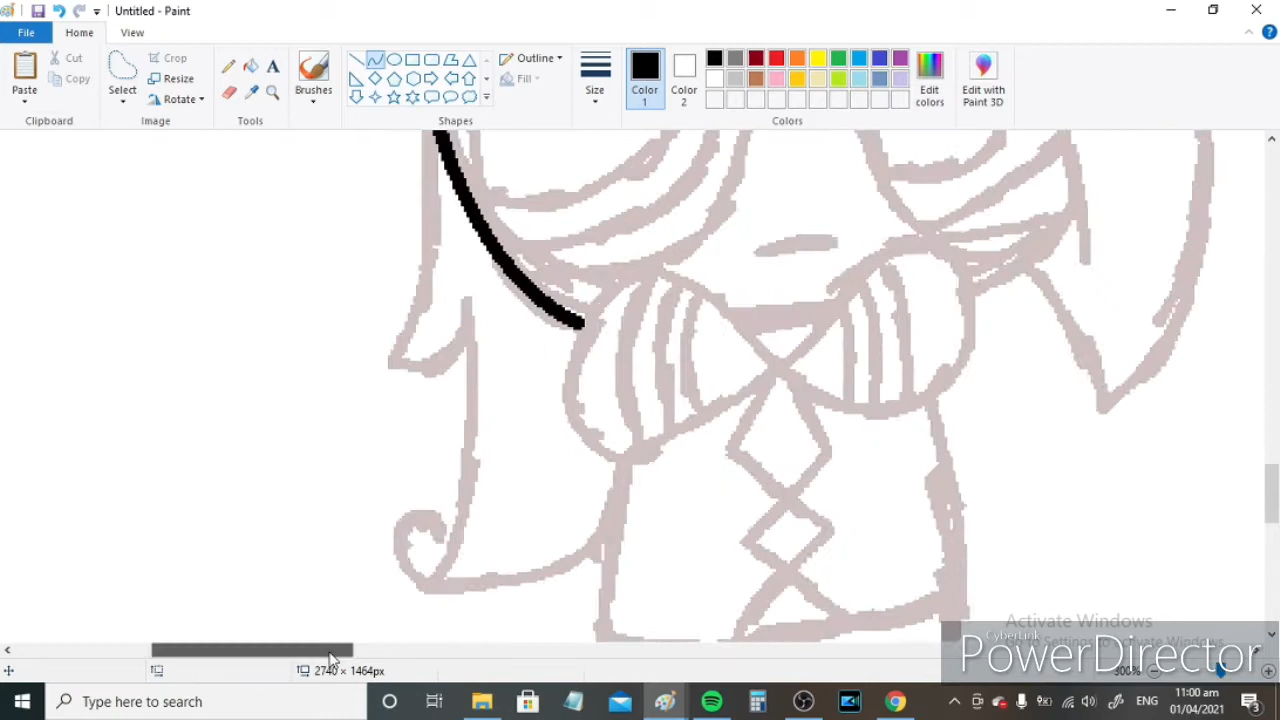 Untitled - Paint
File
Home
View
Paste
Cut
Copy
Clipboard
Select
Crop
Resize
Rotate
Image
A
Tools
Brushes
Outline
Fill
Shapes
Size
Color 1
Color 2
Edit colors
Edit with Paint 3D
Colors
2740 × 1464px
Activate Windows
CyberLink
PowerDirector
Type here to search
ENG
11:00 am
01/04/2021
3